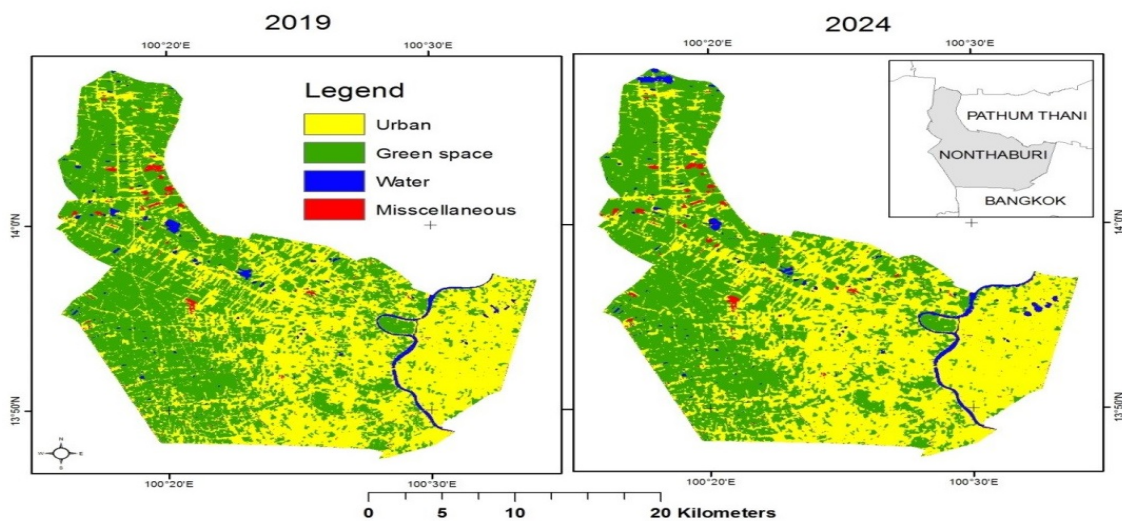 2019
2024
100°20'E
100°30'E
100°20'E
100°30'E
Legend
Urban
Green space
Water
Misscellaneous
PATHUM THANI
NONTHABURI
BANGKOK
14°0'N
14°0'N
13°50'N
13°50'N
N
W
E
S
100°20'E
100°30'E
100°20'E
100°30'E
0 5 10 20 Kilometers